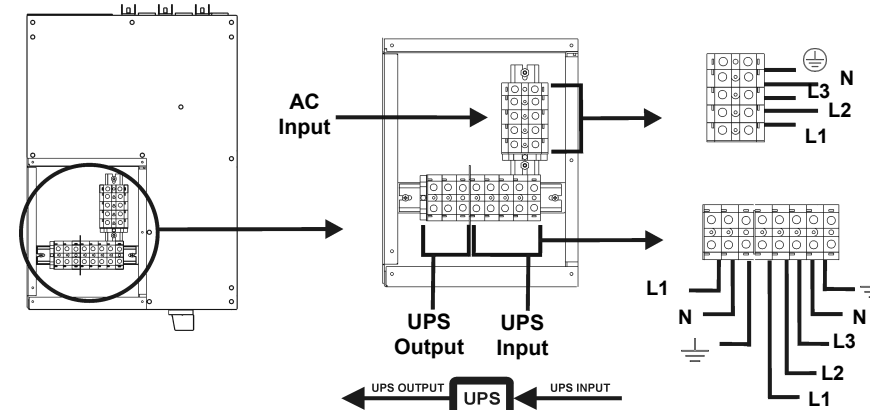 AC
Input
N
L3
L2
L1
L1
N
N
L3
L2
L1
UPS
Output
UPS
Input
UPS OUTPUT
UPS
UPS INPUT